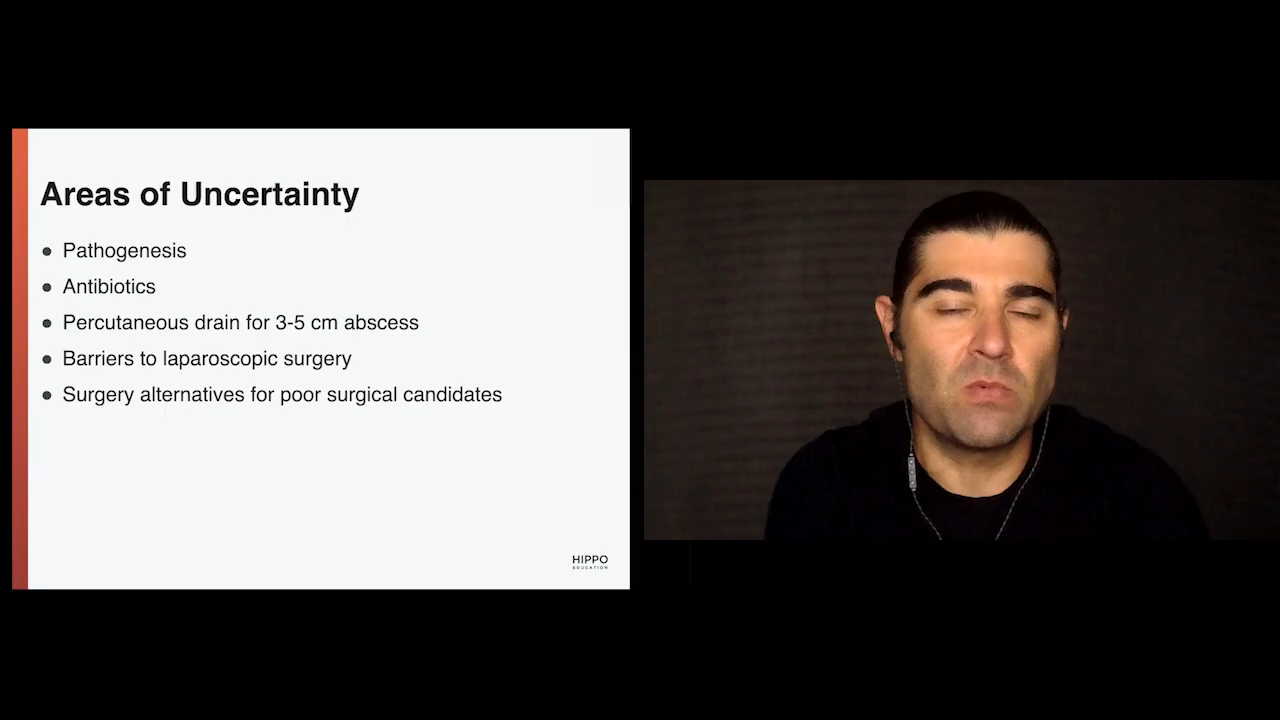 Areas of Uncertainty
● Pathogenesis
● Antibiotics
● Percutaneous drain for 3-5 cm abscess
● Barriers to laparoscopic surgery
● Surgery alternatives for poor surgical candidates
HIPPO
EDUCATION